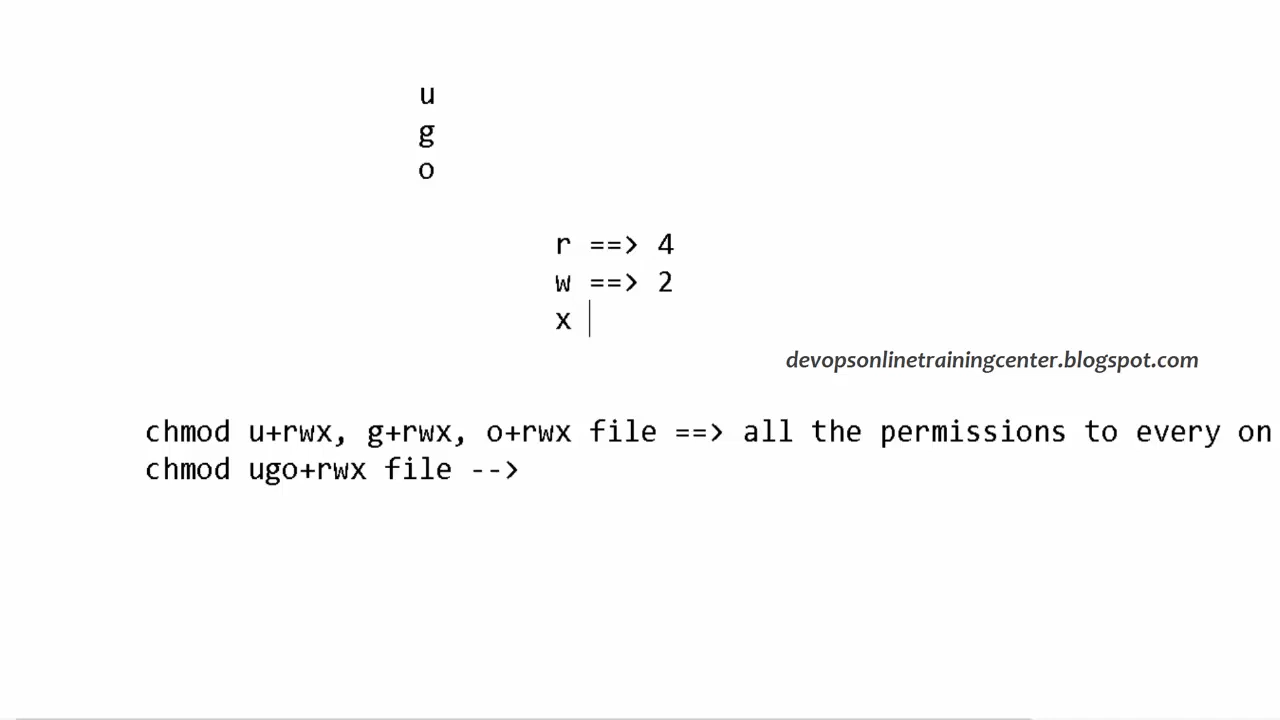 u
g
o
r ==> 4
w ==> 2
x
devopsonlinetrainingcenter.blogspot.com
chmod u+rwx, g+rwx, o+rwx file ==> all the permissions to every on
chmod ugo+rwx file -->